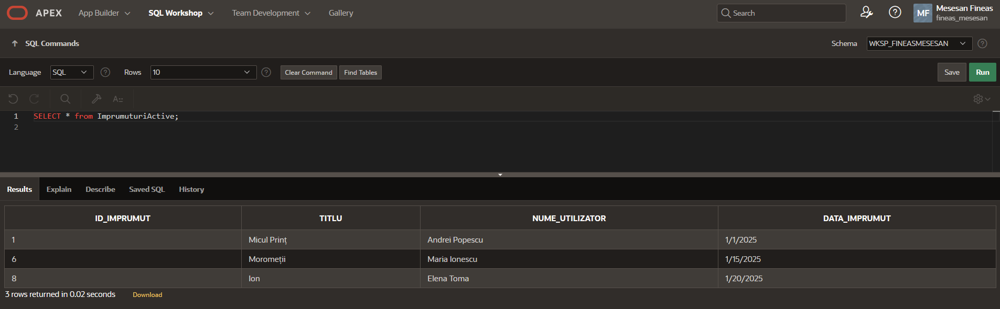 APEX App Builder SQL Workshop Team Development Gallery Search ? MF Mesesan Fineas
fineas_mesesan
SQL Commands Schema WKSP_FINEASMESESAN ?
Language SQL ? Rows 10 ? Clear Command Find Tables Save Run
A::
1 SELECT * from ImprumuturiActive;
2
Results Explain Describe Saved SQL History
ID_IMPRUMUT TITLU NUME_UTILIZATOR DATA_IMPRUMUT
1 Micul Prinț Andrei Popescu 1/1/2025
6 Moromeții Maria Ionescu 1/15/2025
8 Ion Elena Toma 1/20/2025
3 rows returned in 0.02 seconds Download